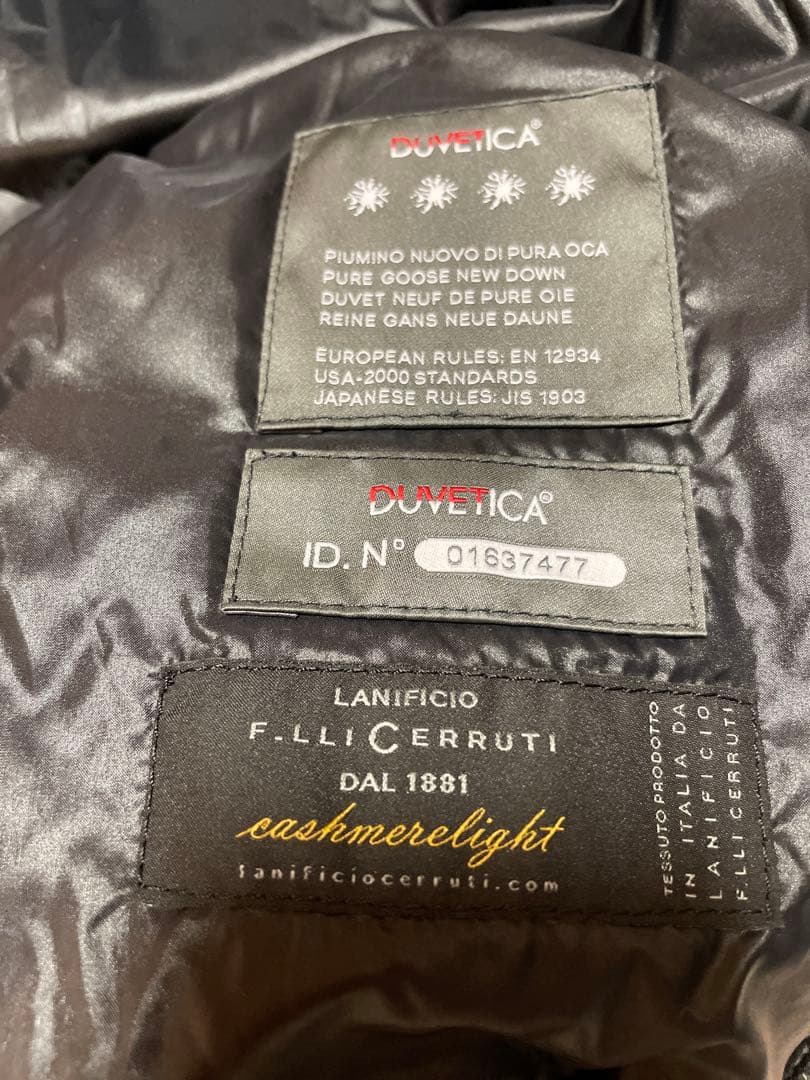 DUVETICA®
PIUMINO NUOVO DI PURA OCA
PURE GOOSE NEW DOWN
DUVET NEUF DE PURE OIE
REINE GANS NEUE DAUNE
EUROPEAN RULES: EN 12934
USA-2000 STANDARDS
JAPANESE RULES: JIS 1903
DUVETICA®
ID. N° 01637477
LANIFICIO
F.LLI CERRUTI
DAL 1881
cashmerelight
lanificiocerruti.com
TESSUTO PRODOTTO
IN ITALIA DA
LANIFICIO
F.LLI CERRUTI